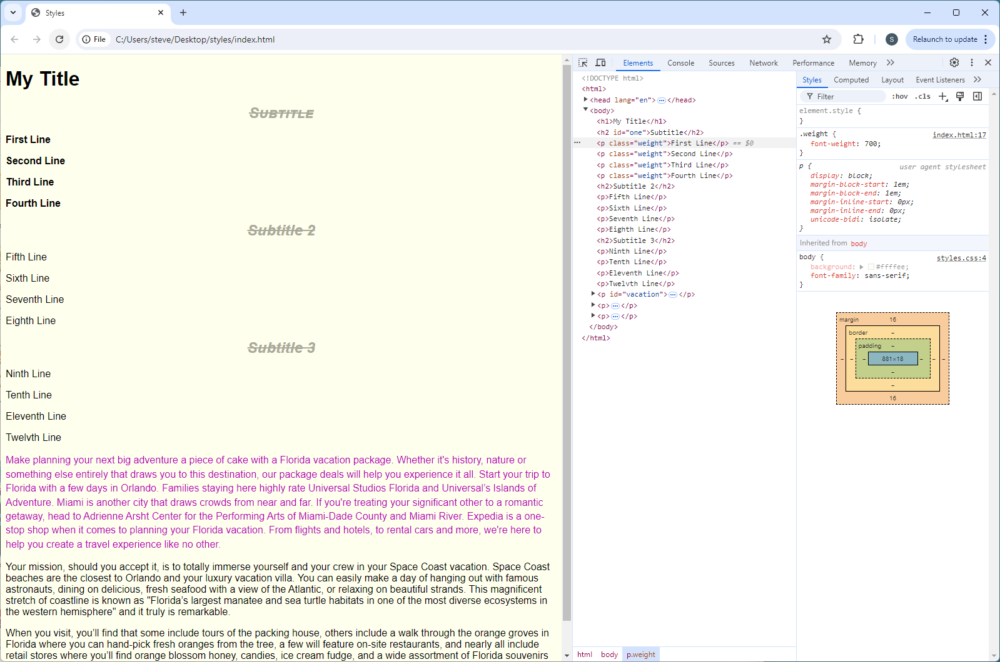 Styles
File C:/Users/steve/Desktop/styles/index.html S Relaunch to update
My Title
Subtitle
First Line
Second Line
Third Line
Fourth Line
Subtitle 2
Fifth Line
Sixth Line
Seventh Line
Eighth Line
Subtitle 3
Ninth Line
Tenth Line
Eleventh Line
Twelvth Line
Make planning your next big adventure a piece of cake with a Florida vacation package. Whether it's history, nature or
something else entirely that draws you to this destination, our package deals will help you experience it all. Start your trip to
Florida with a few days in Orlando. Families staying here highly rate Universal Studios Florida and Universal’s Islands of
Adventure. Miami is another city that draws crowds from near and far. If you're treating your significant other to a romantic
getaway, head to Adrienne Arsht Center for the Performing Arts of Miami-Dade County and Miami River. Expedia is a one-
stop shop when it comes to planning your Florida vacation. From flights and hotels, to rental cars and more, we're here to
help you create a travel experience like no other.
Your mission, should you accept it, is to totally immerse yourself and your crew in your Space Coast vacation. Space Coast
beaches are the closest to Orlando and your luxury vacation villa. You can easily make a day of hanging out with famous
astronauts, dining on delicious, fresh seafood with a view of the Atlantic, or relaxing on beautiful strands. This magnificent
stretch of coastline is known as "Florida’s largest manatee and sea turtle habitats in one of the most diverse ecosystems in
the western hemisphere" and it truly is remarkable.
When you visit, you’ll find that some include tours of the packing house, others include a walk through the orange groves in
Florida where you can hand-pick fresh oranges from the tree, a few will feature on-site restaurants, and nearly all include
retail stores where you’ll find orange blossom honey, candies, ice cream fudge, and a wide assortment of Florida souvenirs
Elements Console Sources Network Performance Memory
<!DOCTYPE html>
<html>
<head lang="en"> ⋯ </head>
<body>
<h1>My Title</h1>
<h2 id="one">Subtitle</h2>
<p class="weight">First Line</p> == $0
<p class="weight">Second Line</p>
<p class="weight">Third Line</p>
<p class="weight">Fourth Line</p>
<h2>Subtitle 2</h2>
<p>Fifth Line</p>
<p>Sixth Line</p>
<p>Seventh Line</p>
<p>Eighth Line</p>
<h2>Subtitle 3</h2>
<p>Ninth Line</p>
<p>Tenth Line</p>
<p>Eleventh Line</p>
<p>Twelvth Line</p>
<p id="vacation"> ⋯ </p>
<p> ⋯ </p>
<p> ⋯ </p>
</body>
</html>
html body p.weight
Styles Computed Layout Event Listeners
Filter :hov .cls
element.style {
}
.weight { index.html:17
font-weight: 700;
}
p { user agent stylesheet
display: block;
margin-block-start: 1em;
margin-block-end: 1em;
margin-inline-start: 0px;
margin-inline-end: 0px;
unicode-bidi: isolate;
}
Inherited from body
body { styles.css:4
background: #ffffee;
font-family: sans-serif;
}
margin 16
border –
padding –
– – – 881×18 – – –
–
–
16